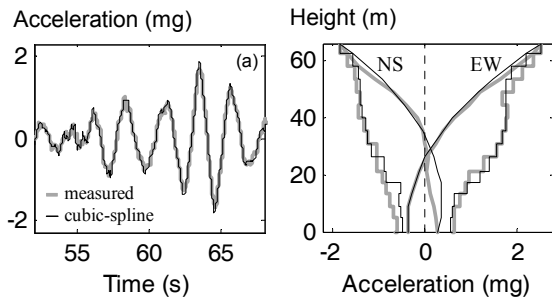 Acceleration (mg)
2
0
-2
(a)
measured
cubic-spline
52 55 60 65
Time (s)
Height (m)
60
40
20
0
NS EW
-2 0 2
Acceleration (mg)